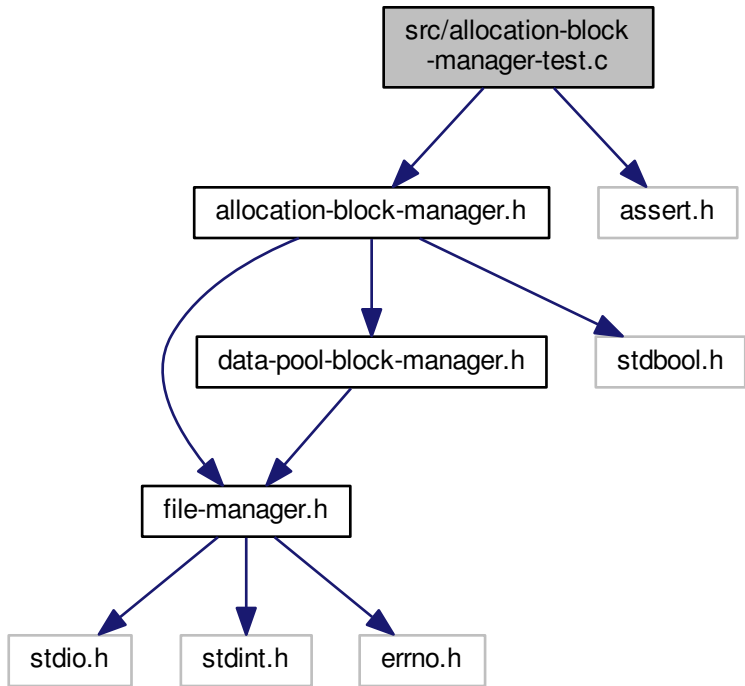 src/allocation-block
-manager-test.c
allocation-block-manager.h
assert.h
data-pool-block-manager.h
stdbool.h
file-manager.h
stdio.h
stdint.h
errno.h